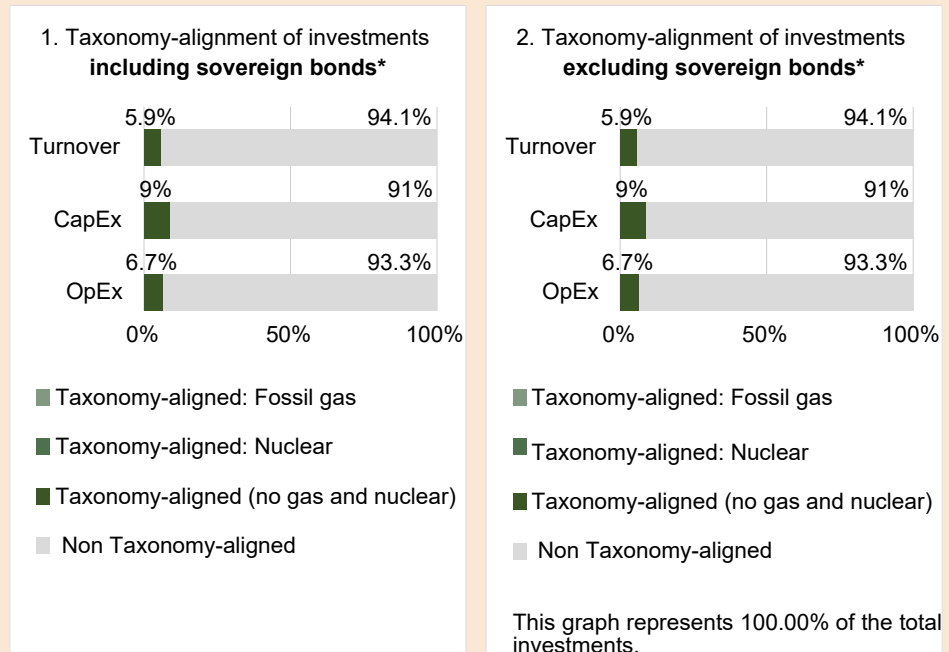 1. Taxonomy-alignment of investments
including sovereign bonds*
5.9% 94.1%
Turnover
9% 91%
CapEx
6.7% 93.3%
OpEx
0% 50% 100%
Taxonomy-aligned: Fossil gas
Taxonomy-aligned: Nuclear
Taxonomy-aligned (no gas and nuclear)
Non Taxonomy-aligned
2. Taxonomy-alignment of investments
excluding sovereign bonds*
5.9% 94.1%
Turnover
9% 91%
CapEx
6.7% 93.3%
OpEx
0% 50% 100%
Taxonomy-aligned: Fossil gas
Taxonomy-aligned: Nuclear
Taxonomy-aligned (no gas and nuclear)
Non Taxonomy-aligned
This graph represents 100.00% of the total
investments.